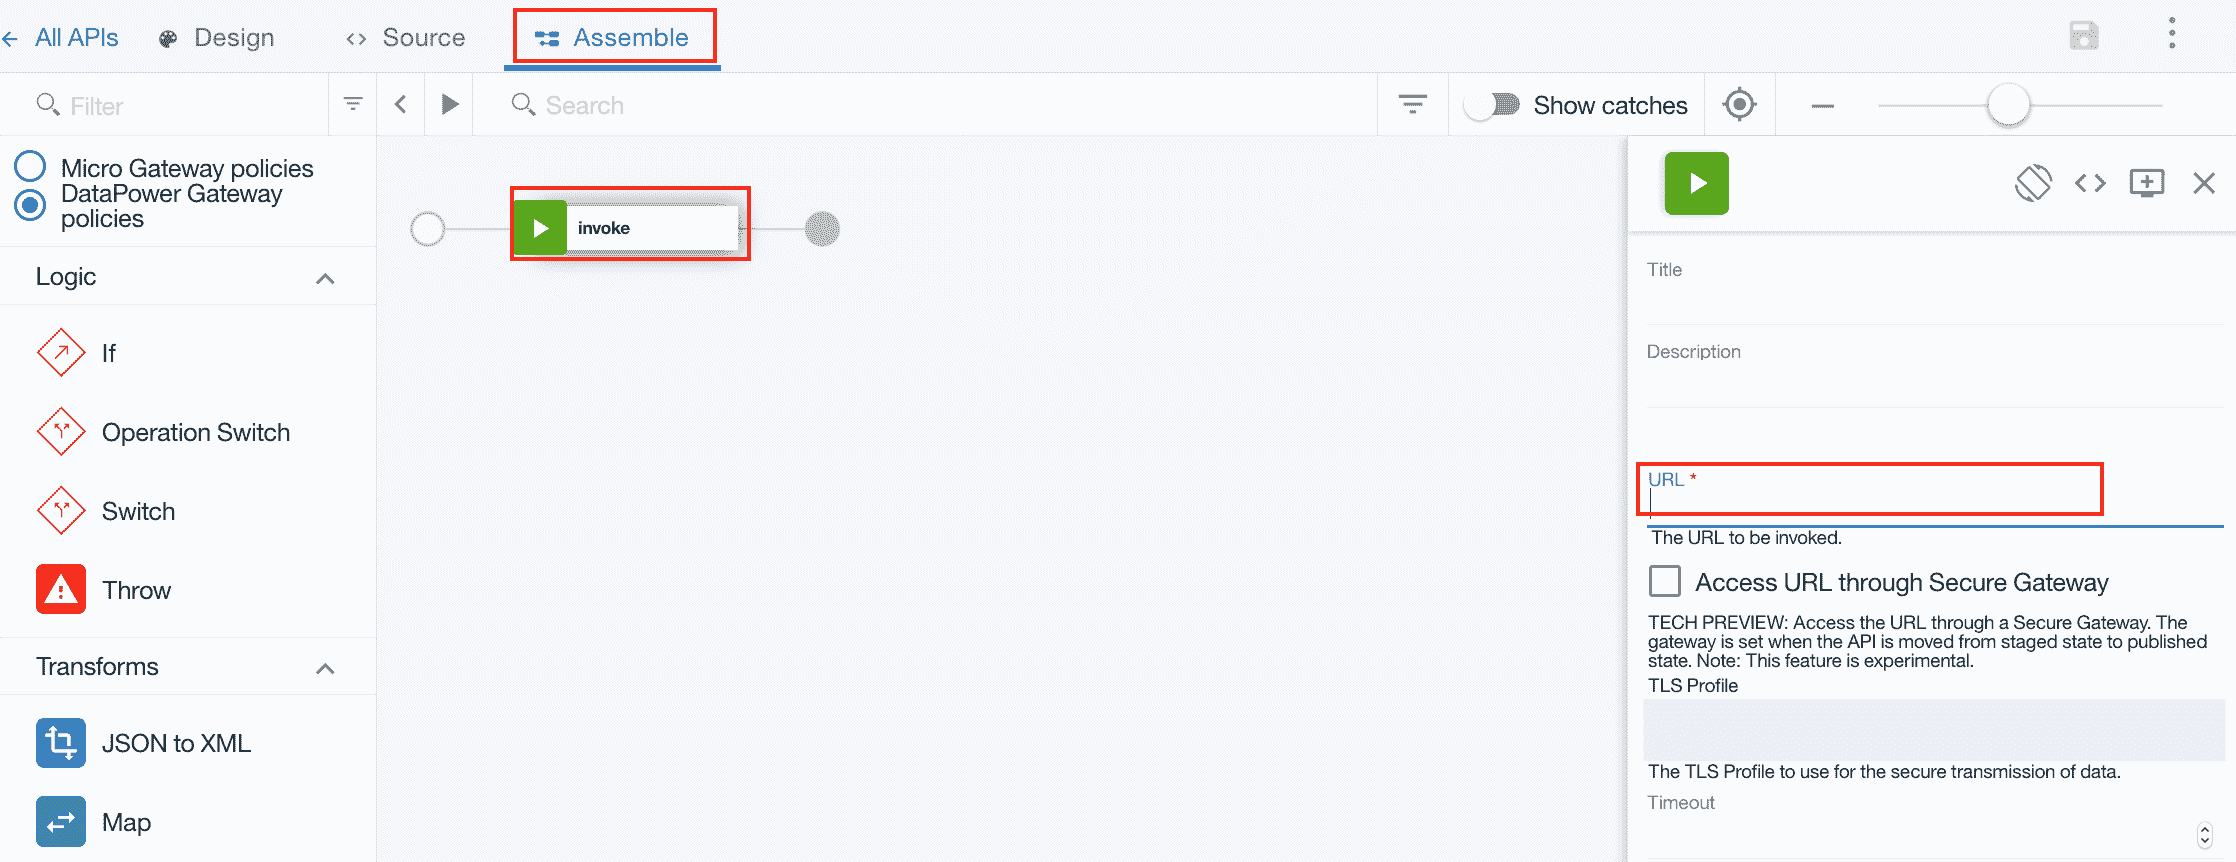 All APIs Design Source Assemble
Filter Search Show catches
Micro Gateway policies
DataPower Gateway
policies
Logic
If
Operation Switch
Switch
Throw
Transforms
JSON to XML
Map
invoke
Title
Description
URL *
The URL to be invoked.
Access URL through Secure Gateway
TECH PREVIEW: Access the URL through a Secure Gateway. The
gateway is set when the API is moved from staged state to published
state. Note: This feature is experimental.
TLS Profile
The TLS Profile to use for the secure transmission of data.
Timeout